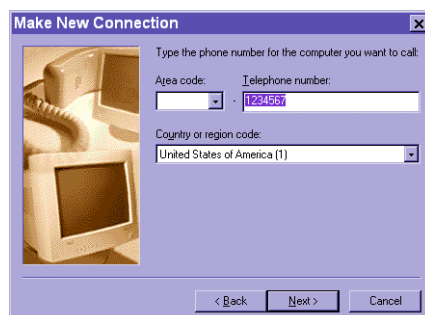 Make New Connection
Type the phone number for the computer you want to call:
Area code: Telephone number:
- 1234567
Country or region code:
United States of America (1)
< Back Next > Cancel